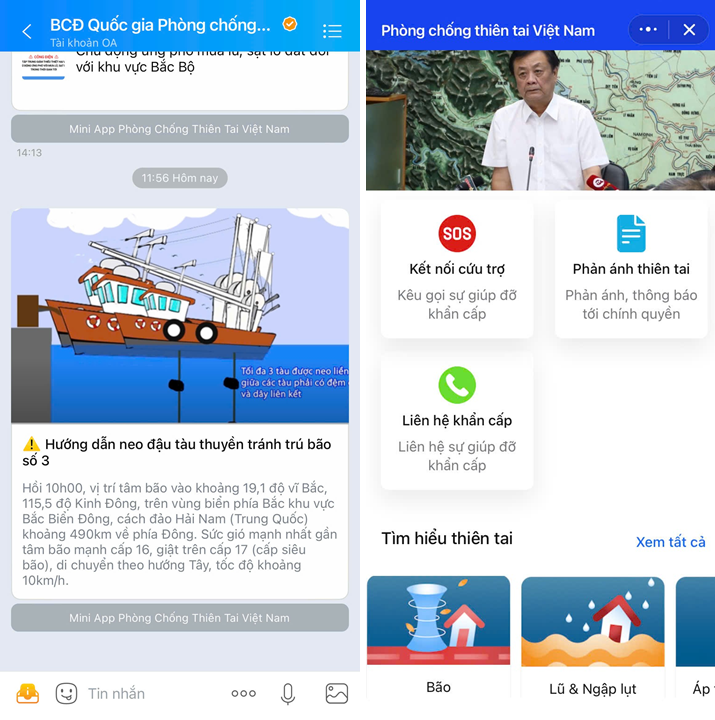 BCĐ Quốc gia Phòng chống...
Tài khoản OA
Chủ động ứng phó mưa lũ, sạt lở đất đối
với khu vực Bắc Bộ
Mini App Phòng Chống Thiên Tai Việt Nam
14:13
11:56 Hôm nay
Tối đa 3 tàu được neo liền
giữa các tàu phải có đệm
và dây liên kết
⚠️ Hướng dẫn neo đậu tàu thuyền tránh trú bão
số 3
Hồi 10h00, vị trí tâm bão vào khoảng 19,1 độ vĩ Bắc,
115,5 độ Kinh Đông, trên vùng biển phía Bắc khu vực
Bắc Biển Đông, cách đảo Hải Nam (Trung Quốc)
khoảng 490km về phía Đông. Sức gió mạnh nhất gần
tâm bão mạnh cấp 16, giật trên cấp 17 (cấp siêu
bão), di chuyển theo hướng Tây, tốc độ khoảng
10km/h.
Mini App Phòng Chống Thiên Tai Việt Nam
Tin nhắn
Phòng chống thiên tai Việt Nam
SOS
Kết nối cứu trợ
Kêu gọi sự giúp đỡ
khẩn cấp
Phản ánh thiên tai
Phản ánh, thông báo
tới chính quyền
Liên hệ khẩn cấp
Liên hệ sự giúp đỡ
khẩn cấp
Tìm hiểu thiên tai
Xem tất cả
Bão
Lũ & Ngập lụt
Áp